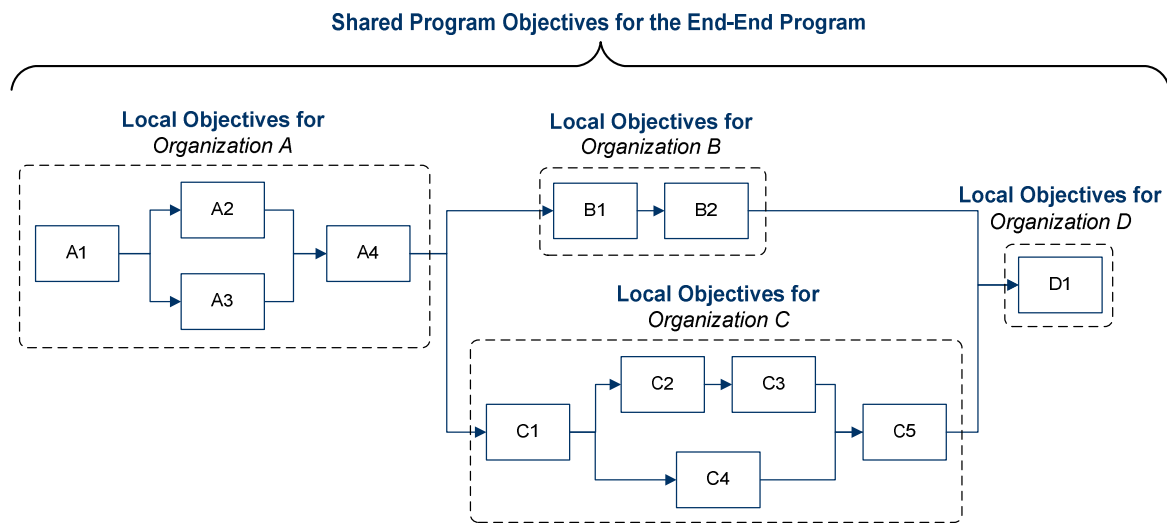 Shared Program Objectives for the End-End Program
Local Objectives for
Organization A
A1
A2
A3
A4
Local Objectives for
Organization B
B1
B2
Local Objectives for
Organization C
C1
C2
C3
C4
C5
Local Objectives for
Organization D
D1